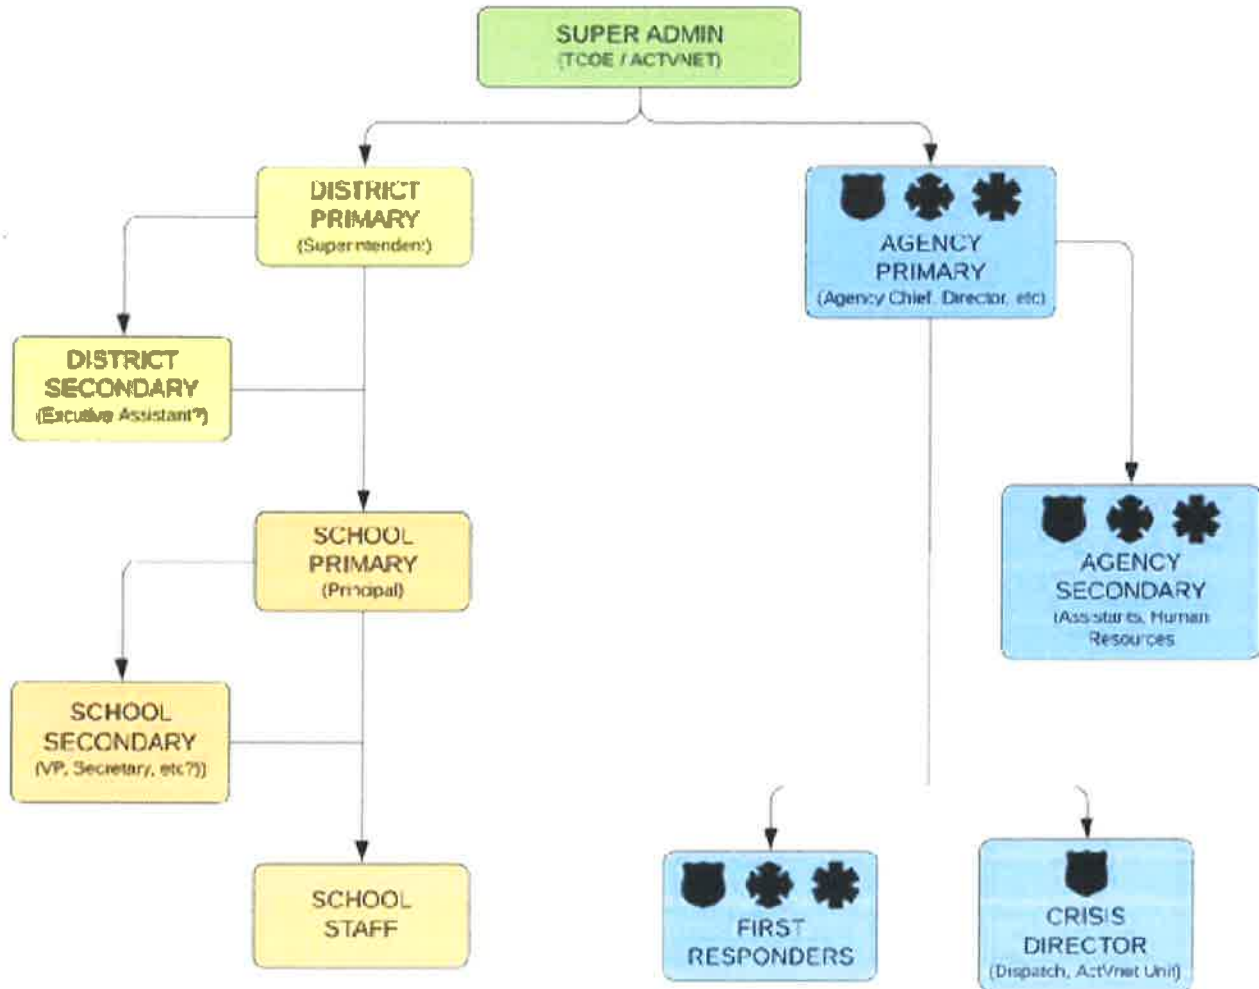 SUPER ADMIN
(TCOE / ACTVNET)
DISTRICT
PRIMARY
(Superintendent)
AGENCY
PRIMARY
(Agency Chief, Director, etc)
DISTRICT
SECONDARY
(Excutive Assistant?)
SCHOOL
PRIMARY
(Principal)
AGENCY
SECONDARY
(Assistants, Human
Resources
SCHOOL
SECONDARY
(VP, Secretary, etc?))
SCHOOL
STAFF
FIRST
RESPONDERS
CRISIS
DIRECTOR
(Dispatch, ActVnet Unit)